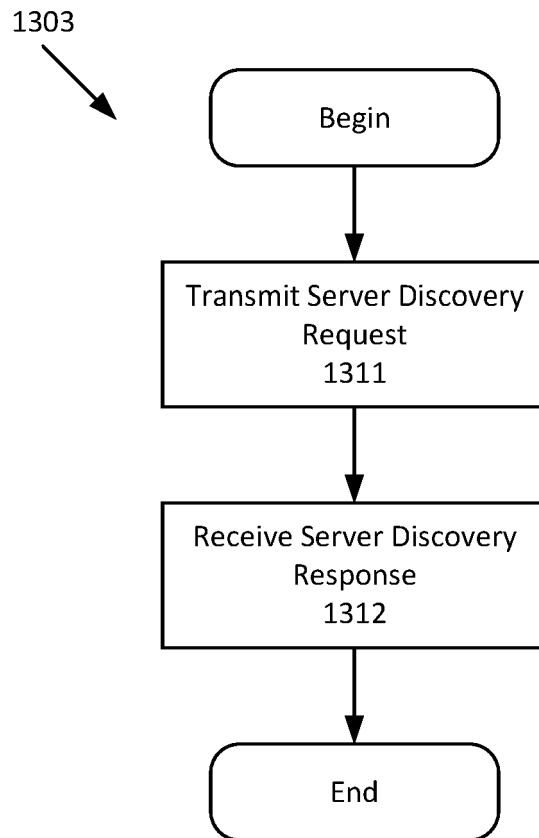 1303
Begin
Transmit Server Discovery
Request
1311
Receive Server Discovery
Response
1312
End